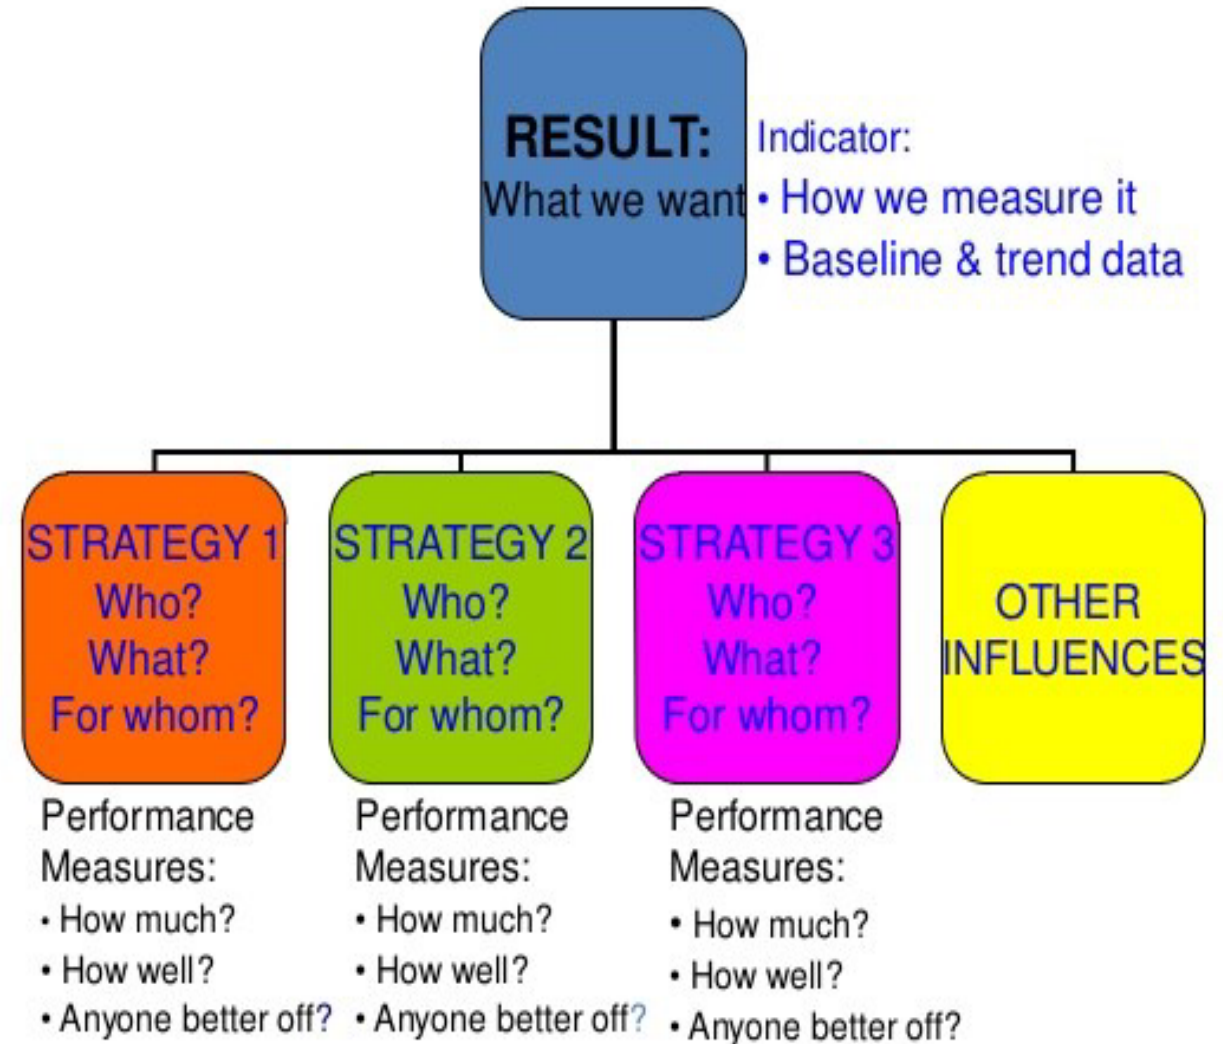 RESULT:
What we want
Indicator:
• How we measure it
• Baseline & trend data
STRATEGY 1
Who?
What?
For whom?
STRATEGY 2
Who?
What?
For whom?
STRATEGY 3
Who?
What?
For whom?
OTHER
INFLUENCES
Performance
Measures:
• How much?
• How well?
• Anyone better off?
Performance
Measures:
• How much?
• How well?
• Anyone better off?
Performance
Measures:
• How much?
• How well?
• Anyone better off?